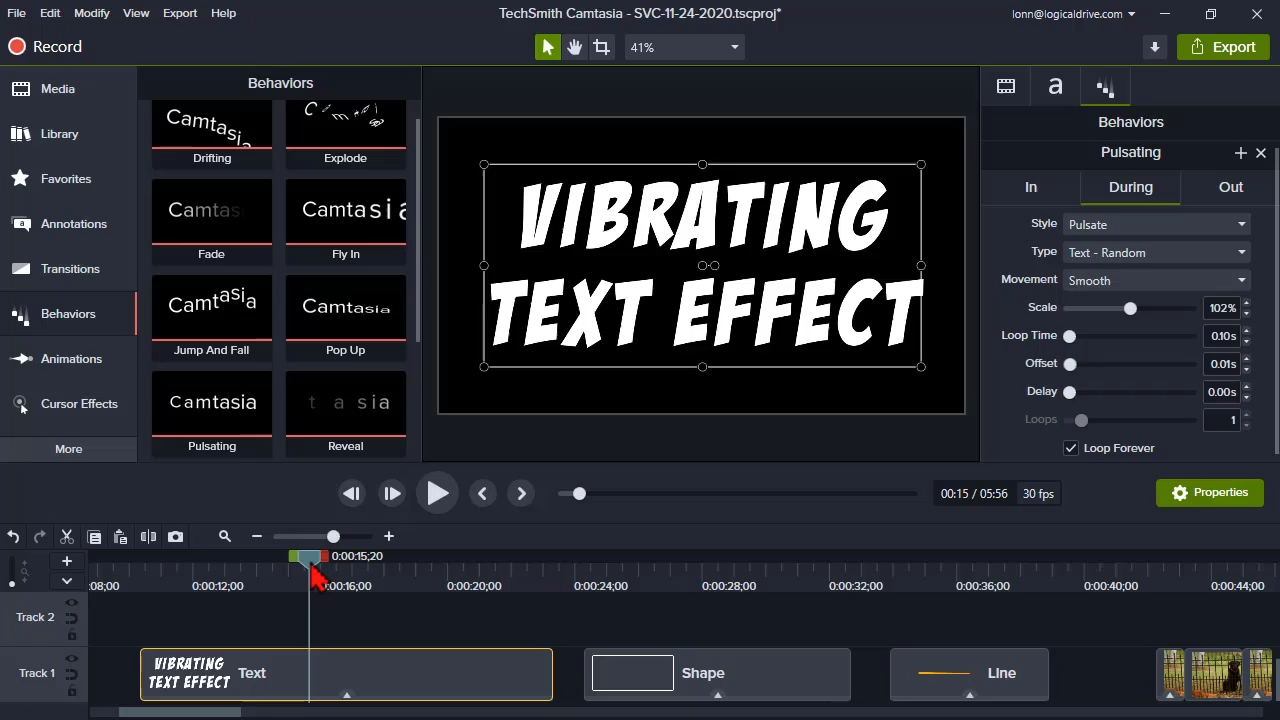 File Edit Modify View Export Help
TechSmith Camtasia - SVC-11-24-2020.tscproj*
lonn@logicaldrive.com
Record
41%
Export
Media
Library
Favorites
Annotations
Transitions
Behaviors
Animations
Cursor Effects
More
Behaviors
Camtasia
Drifting
Explode
Camtas
Fade
Camtasia
Fly In
Camtasia
Jump And Fall
Camtasia
Pop Up
Camtasia
Pulsating
t a sia
Reveal
VIBRATING
TEXT EFFECT
a
Behaviors
Pulsating
In During Out
Style Pulsate
Type Text - Random
Movement Smooth
Scale 102%
Loop Time 0.10s
Offset 0.01s
Delay 0.00s
Loops 1
Loop Forever
00:15 / 05:56 30 fps
Properties
0:00:15;20
:08;00 0:00:12;00 0:00:16;00 0:00:20;00 0:00:24;00 0:00:28;00 0:00:32;00 0:00:36;00 0:00:40;00 0:00:44;00
Track 2
Track 1
VIBRATING
TEXT EFFECT
Text
Shape
Line